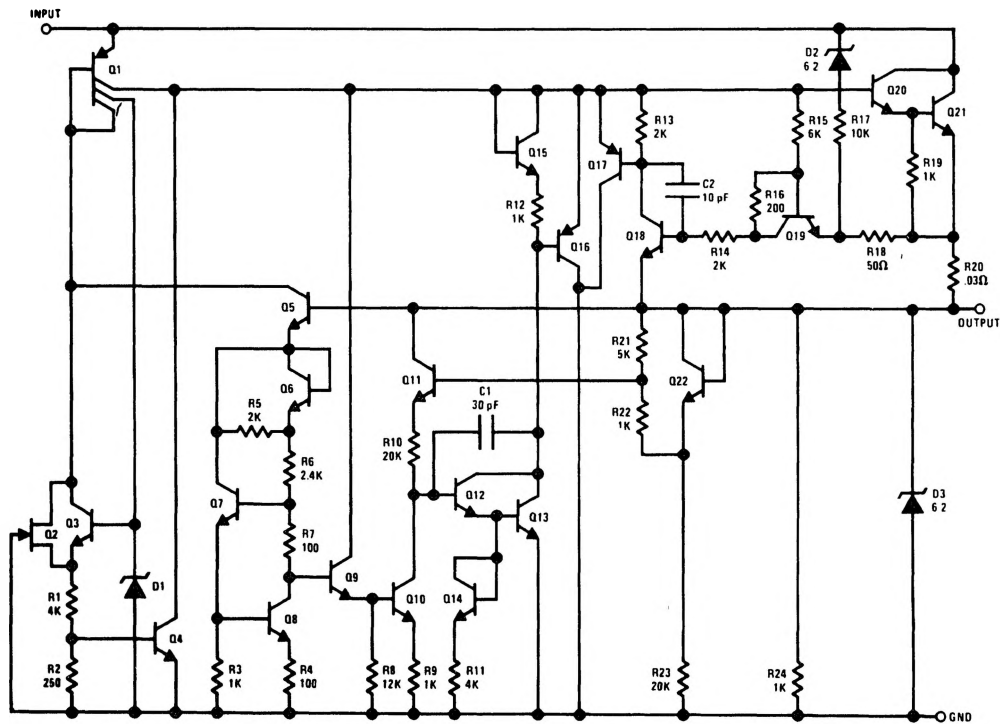 INPUT
Q1
D2
6 2
Q20
Q21
R13
2K
R15
6K
R17
10K
Q15
Q17
R19
1K
C2
10 pF
R12
1K
R16
200
Q16
Q18
Q19
R14
2K
R18
50Ω
R20
.03Ω
OUTPUT
Q5
R21
5K
Q11
Q22
Q6
C1
30 pF
R5
2K
R22
1K
R10
20K
R6
2.4K
Q12
D3
6 2
Q7
Q13
Q2
Q3
R7
100
D1
Q9
R1
4K
Q10
Q14
Q8
Q4
R2
250
R3
1K
R4
100
R8
12K
R9
1K
R11
4K
R23
20K
R24
1K
GND